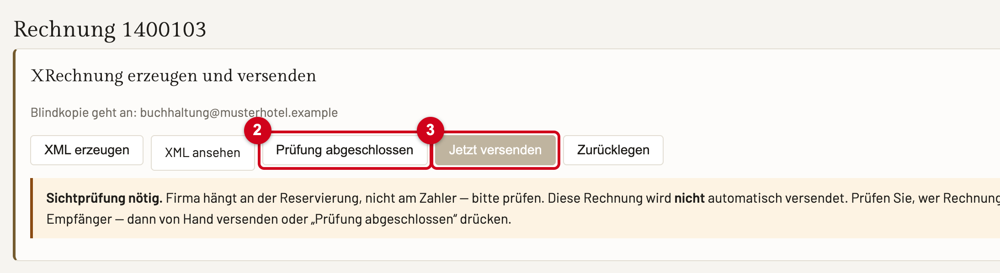 Rechnung 1400103
XRechnung erzeugen und versenden
Blindkopie geht an: buchhaltung@musterhotel.example
2
3
XML erzeugen
XML ansehen
Prüfung abgeschlossen
Jetzt versenden
Zurücklegen
Sichtprüfung nötig. Firma hängt an der Reservierung, nicht am Zahler — bitte prüfen. Diese Rechnung wird nicht automatisch versendet. Prüfen Sie, wer Rechnung
Empfänger — dann von Hand versenden oder „Prüfung abgeschlossen“ drücken.